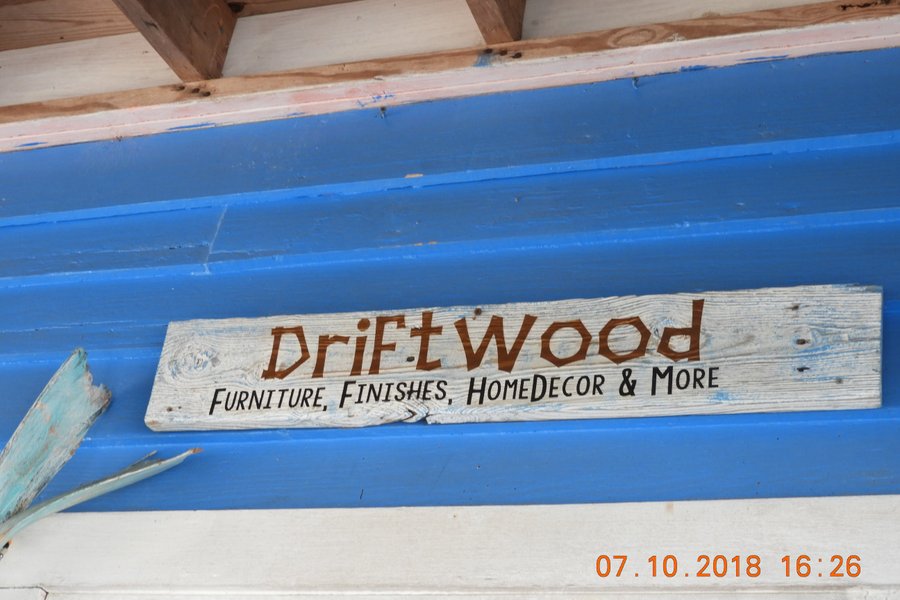 DriFtWood
FURNITURE, FINISHES, HOMEDECOR & MORE
07.10.2018 16:26